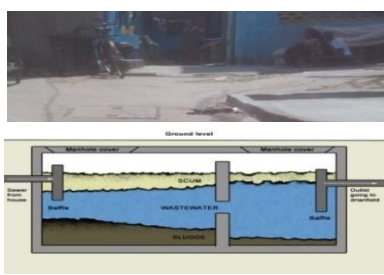 Ground level
Manhole cover
Manhole cover
SCUM
Sewer
from
house
Baffle
WASTEWATER
Baffle
Outlet
going to
drainfield
SLUDGE